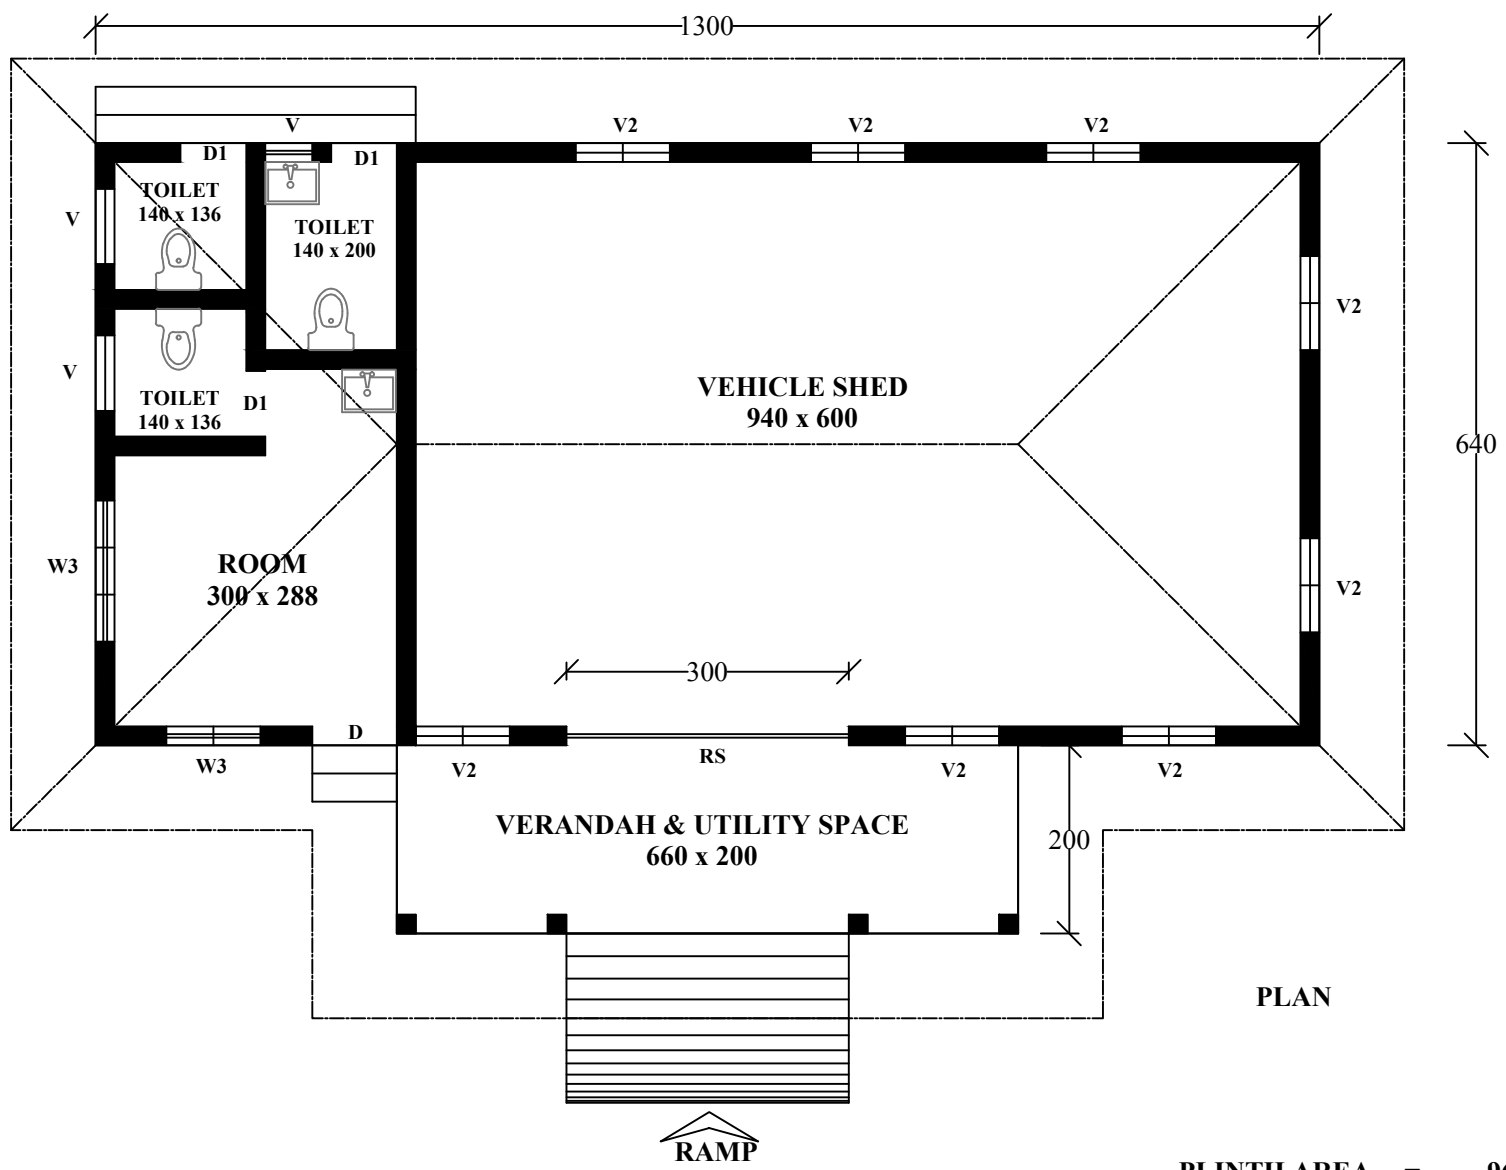 1300
V V2 V2 V2
D1 D1
TOILET
140 x 136
V
TOILET
140 x 200
V2
V
TOILET
140 x 136
D1
VEHICLE SHED
940 x 600
640
W3
ROOM
300 x 288
V2
300
D
W3
V2
RS
V2
V2
VERANDAH & UTILITY SPACE
660 x 200
200
PLAN
RAMP
PLINTH AREA =